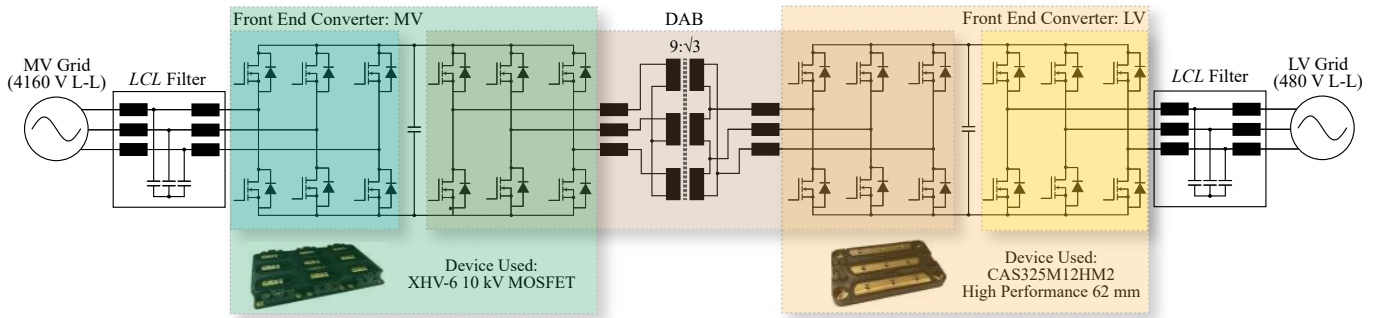 Front End Converter: MV
DAB
Front End Converter: LV
9:√3
MV Grid
(4160 V L-L)
LCL Filter
LCL Filter
LV Grid
(480 V L-L)
Device Used:
XHV-6 10 kV MOSFET
Device Used:
CAS325M12HM2
High Performance 62 mm